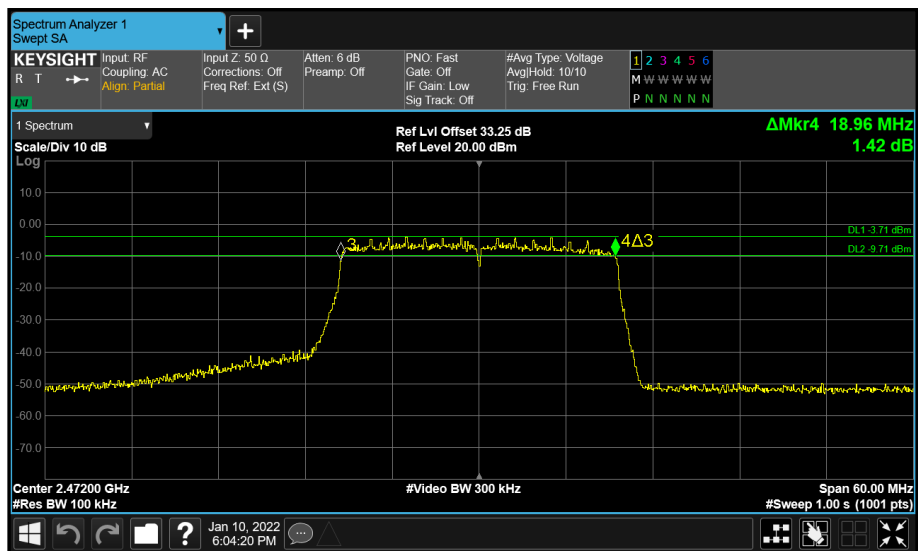 Spectrum Analyzer 1
Swept SA
KEYSIGHT
R T
LXI
Input: RF
Coupling: AC
Align: Partial
Input Z: 50 Ω
Corrections: Off
Freq Ref: Ext (S)
Atten: 6 dB
Preamp: Off
PNO: Fast
Gate: Off
IF Gain: Low
Sig Track: Off
#Avg Type: Voltage
Avg|Hold: 10/10
Trig: Free Run
1 2 3 4 5 6
M W W W W W
P N N N N N
1 Spectrum
Scale/Div 10 dB
Ref Lvl Offset 33.25 dB
Ref Level 20.00 dBm
ΔMkr4 18.96 MHz
1.42 dB
Log
10.0
0.00
-10.0
-20.0
-30.0
-40.0
-50.0
-60.0
-70.0
3
4Δ3
DL1 -3.71 dBm
DL2 -9.71 dBm
Center 2.47200 GHz
#Res BW 100 kHz
#Video BW 300 kHz
Span 60.00 MHz
#Sweep 1.00 s (1001 pts)
?
Jan 10, 2022
6:04:20 PM